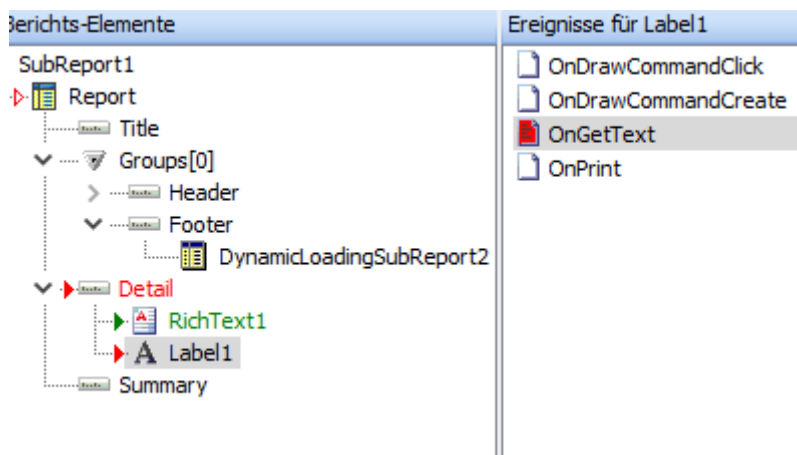 Berichts-Elemente
SubReport1
Report
Title
Groups[0]
Header
Footer
DynamicLoadingSubReport2
Detail
RichText1
A Label1
Summary
Ereignisse für Label1
OnDrawCommandClick
OnDrawCommandCreate
OnGetText
OnPrint